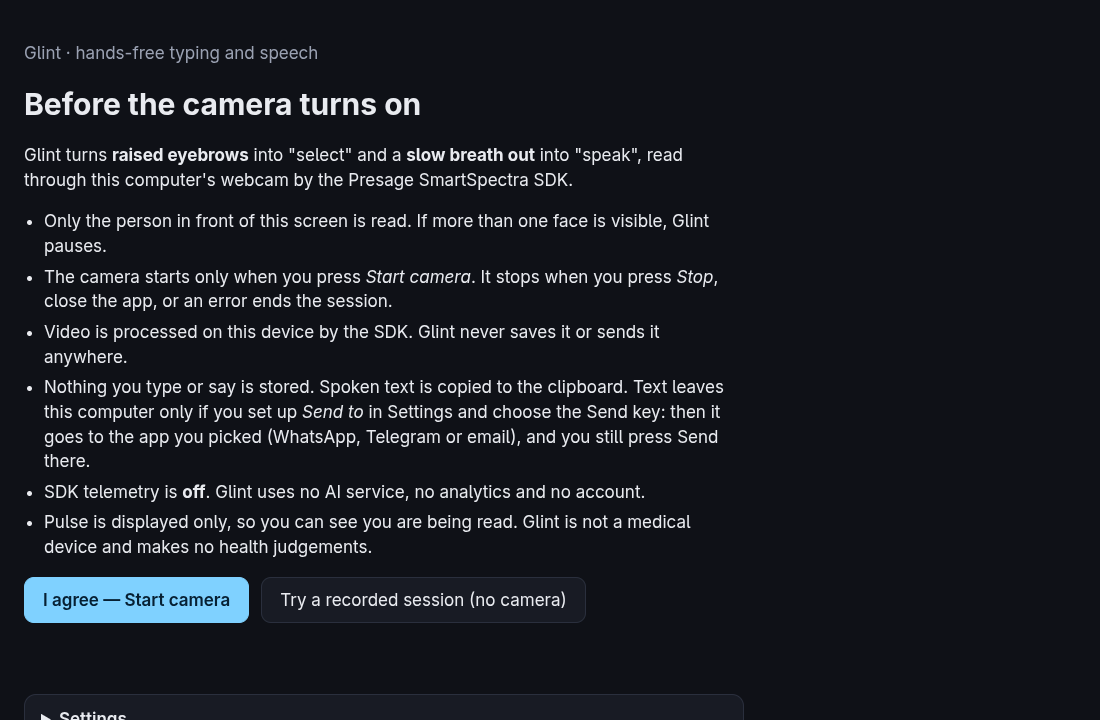 Glint · hands-free typing and speech
Before the camera turns on
Glint turns raised eyebrows into "select" and a slow breath out into "speak", read
through this computer's webcam by the Presage SmartSpectra SDK.
• Only the person in front of this screen is read. If more than one face is visible, Glint
pauses.
• The camera starts only when you press Start camera. It stops when you press Stop,
close the app, or an error ends the session.
• Video is processed on this device by the SDK. Glint never saves it or sends it
anywhere.
• Nothing you type or say is stored. Spoken text is copied to the clipboard. Text leaves
this computer only if you set up Send to in Settings and choose the Send key: then it
goes to the app you picked (WhatsApp, Telegram or email), and you still press Send
there.
• SDK telemetry is off. Glint uses no AI service, no analytics and no account.
• Pulse is displayed only, so you can see you are being read. Glint is not a medical
device and makes no health judgements.
I agree — Start camera
Try a recorded session (no camera)
Settings